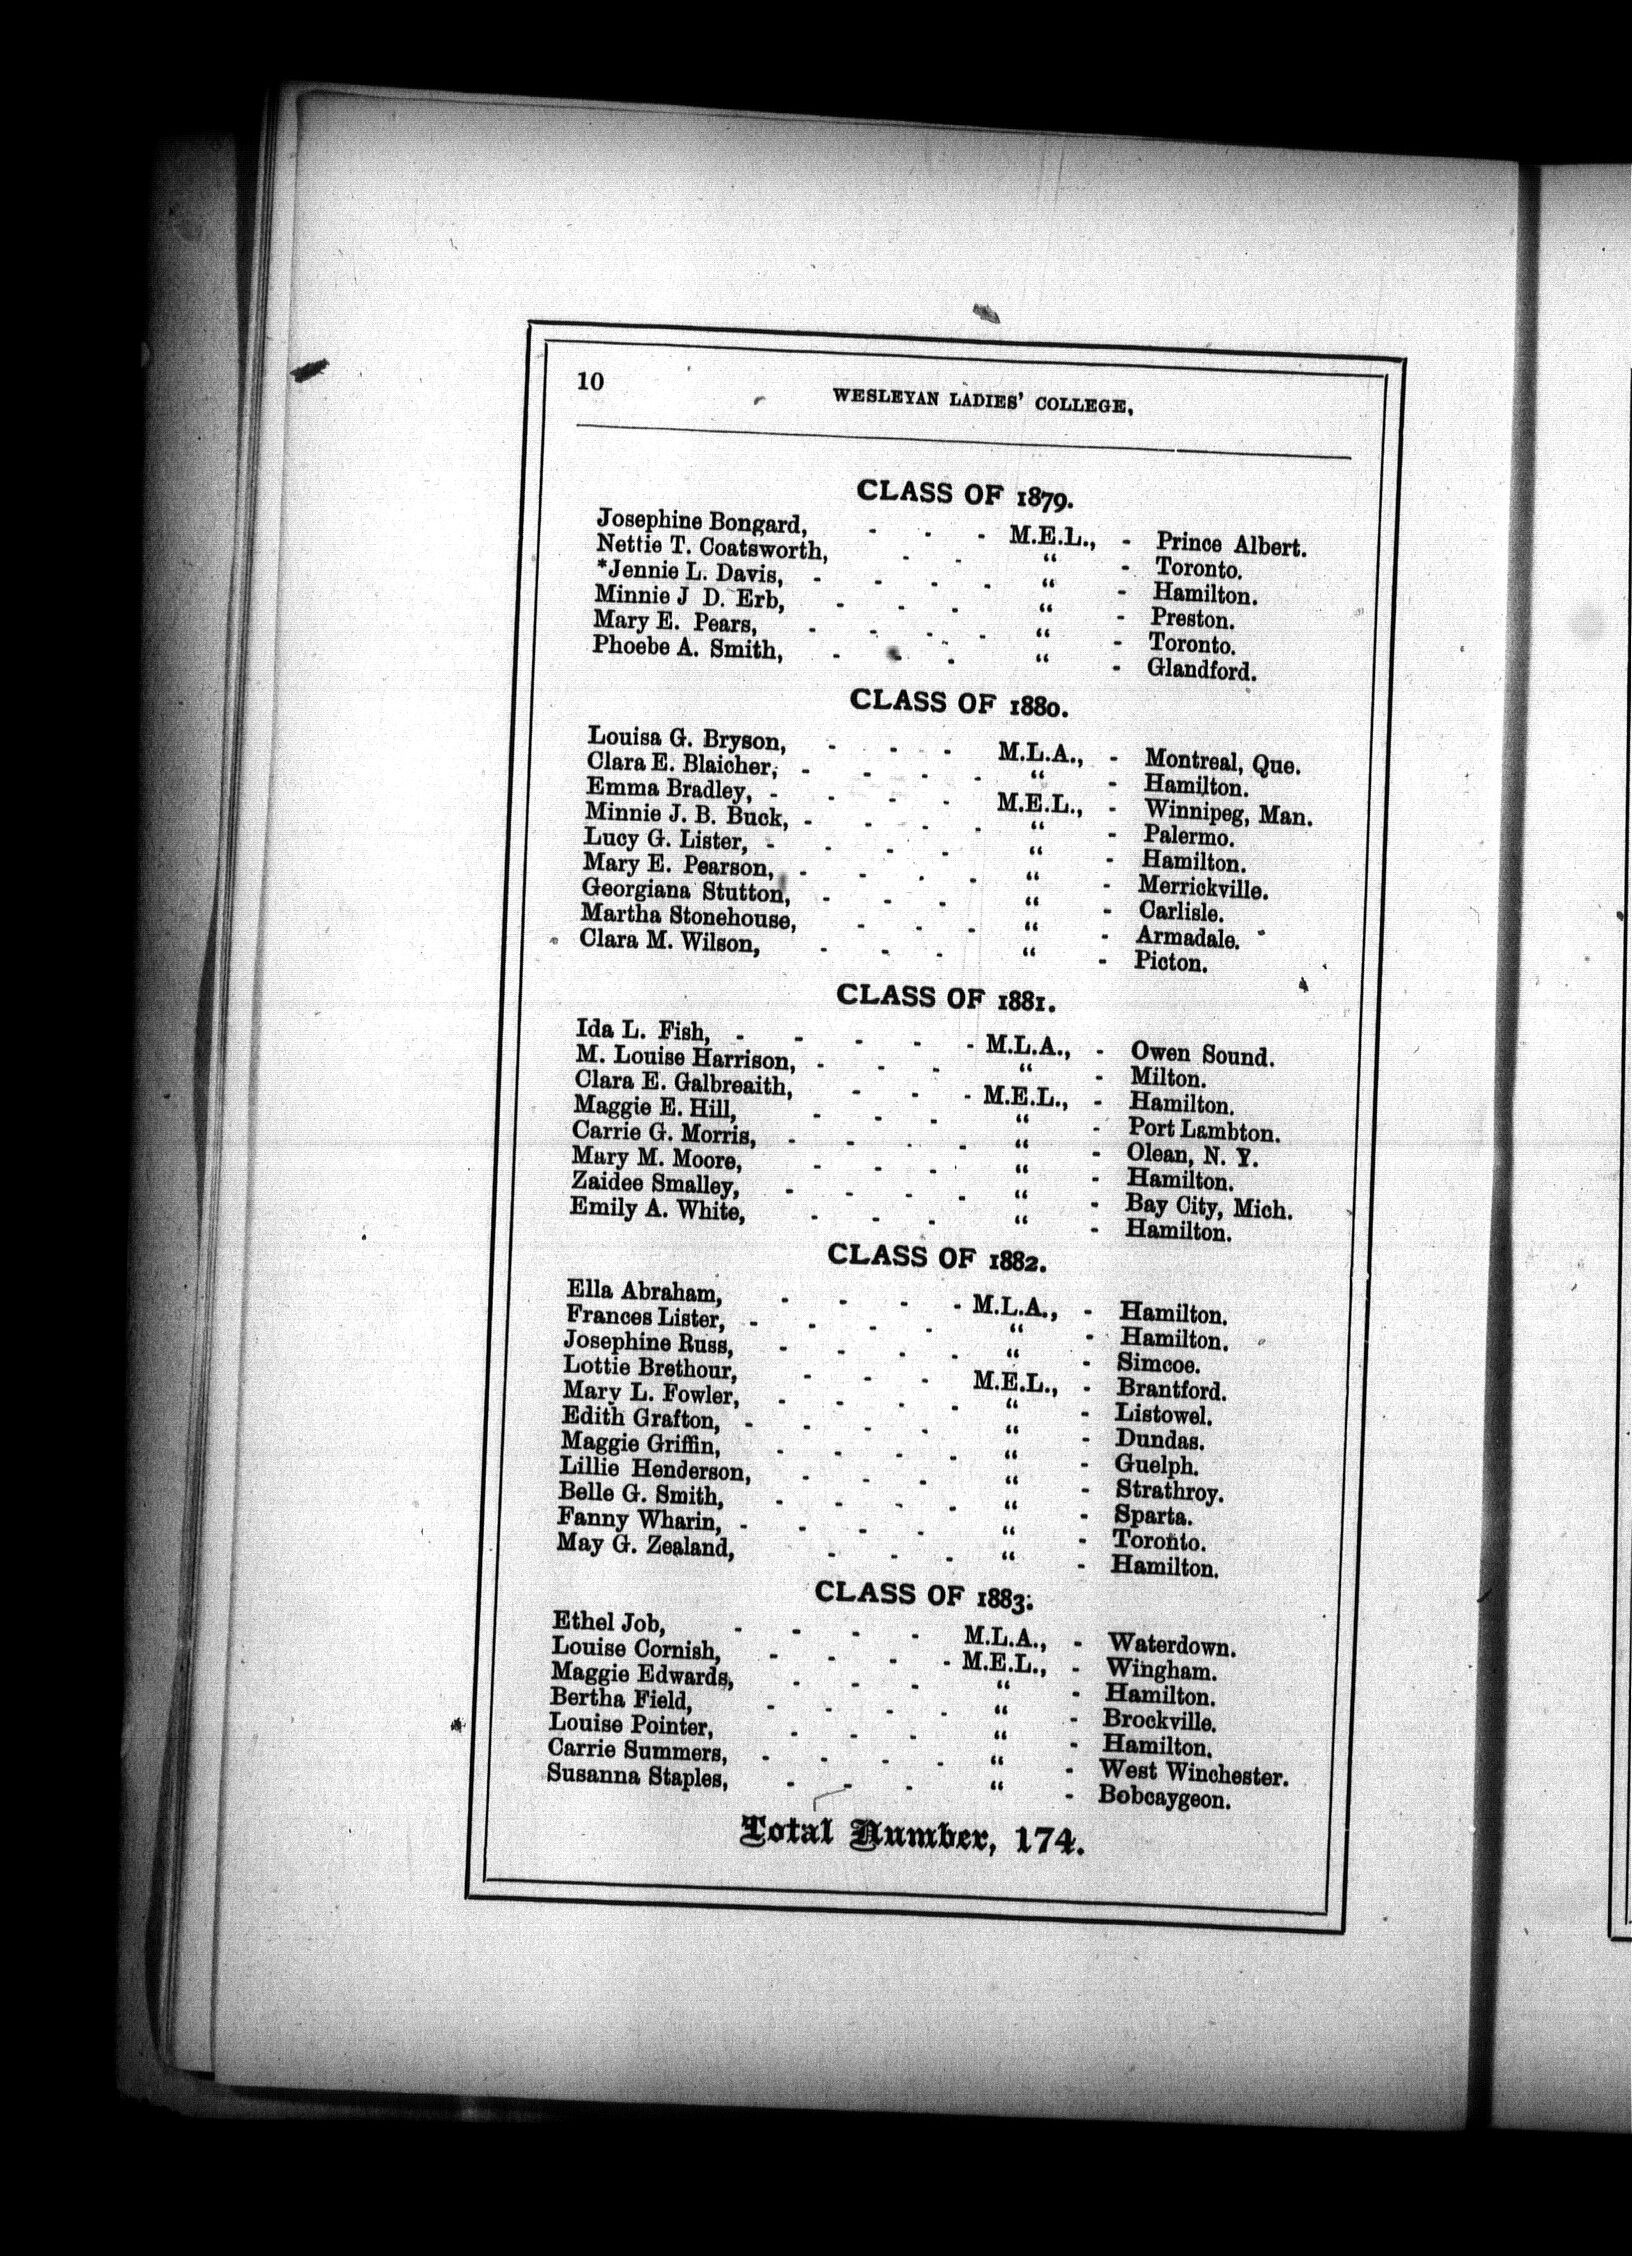 10
WESLEYAN LADIES' COLLEGE,
CLASS OF 1879.
Josephine Bongard, - - - M.E.L., - Prince Albert.
Nettie T. Coatsworth, - - “ - Toronto.
*Jennie L. Davis, - - - - “ - Hamilton.
Minnie J D. Erb, - - - “ - Preston.
Mary E. Pears, - - - - “ - Toronto.
Phoebe A. Smith, - - - “ - Glandford.
CLASS OF 1880.
Louisa G. Bryson, - - - M.L.A., - Montreal, Que.
Clara E. Blaicher, - - - - “ - Hamilton.
Emma Bradley, - - - - M.E.L., - Winnipeg, Man.
Minnie J. B. Buck, - - - - “ - Palermo.
Lucy G. Lister, - - - - “ - Hamilton.
Mary E. Pearson, - - - - “ - Merrickville.
Georgiana Stutton, - - - “ - Carlisle.
Martha Stonehouse, - - - “ - Armadale.
Clara M. Wilson, - - - “ - Picton.
CLASS OF 1881.
Ida L. Fish, - - - - - M.L.A., - Owen Sound.
M. Louise Harrison, - - - “ - Milton.
Clara E. Galbreaith, - - - M.E.L., - Hamilton.
Maggie E. Hill, - - - “ - Port Lambton.
Carrie G. Morris, - - - - “ - Olean, N. Y.
Mary M. Moore, - - - “ - Hamilton.
Zaidee Smalley, - - - - “ - Bay City, Mich.
Emily A. White, - - - “ - Hamilton.
CLASS OF 1882.
Ella Abraham, - - - - M.L.A., - Hamilton.
Frances Lister, - - - - “ - Hamilton.
Josephine Russ, - - - - “ - Simcoe.
Lottie Brethour, - - - M.E.L., - Brantford.
Mary L. Fowler, - - - - “ - Listowel.
Edith Grafton, - - - - “ - Dundas.
Maggie Griffin, - - - - “ - Guelph.
Lillie Henderson, - - - “ - Strathroy.
Belle G. Smith, - - - - “ - Sparta.
Fanny Wharin, - - - - “ - Toronto.
May G. Zealand, - - - “ - Hamilton.
CLASS OF 1883.
Ethel Job, - - - - M.L.A., - Waterdown.
Louise Cornish, - - - - M.E.L., - Wingham.
Maggie Edwards, - - - “ - Hamilton.
Bertha Field, - - - - “ - Brockville.
Louise Pointer, - - - “ - Hamilton.
Carrie Summers, - - - - “ - West Winchester.
Susanna Staples, - - - “ - Bobcaygeon.
Total Number, 174.